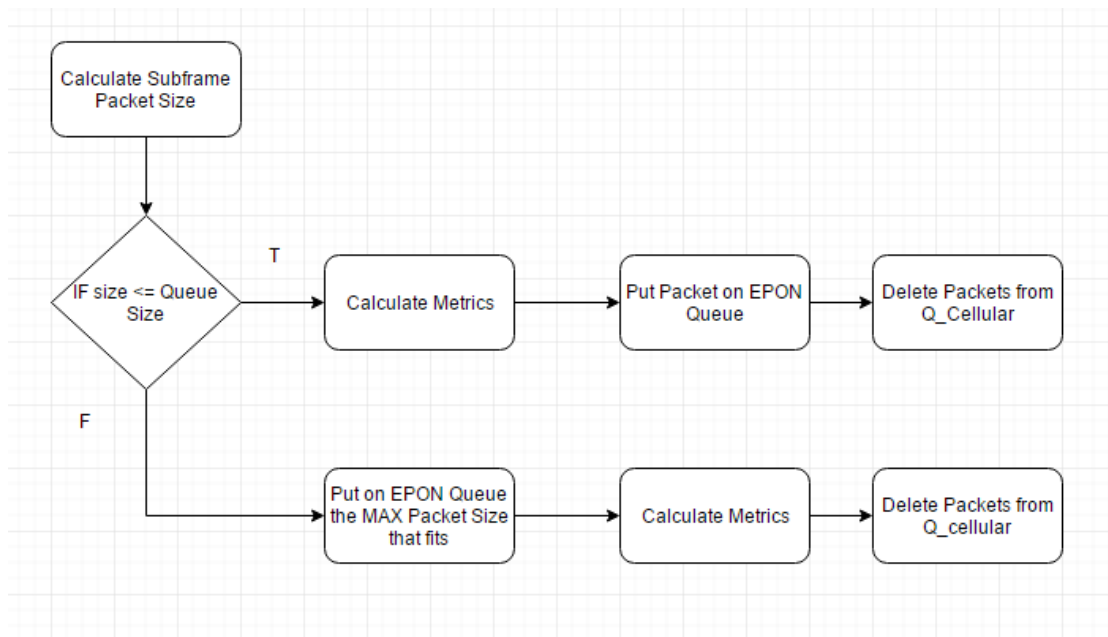 Calculate Subframe
Packet Size
IF size <= Queue
Size
T
Calculate Metrics
Put Packet on EPON
Queue
Delete Packets from
Q_Cellular
F
Put on EPON Queue
the MAX Packet Size
that fits
Calculate Metrics
Delete Packets from
Q_cellular